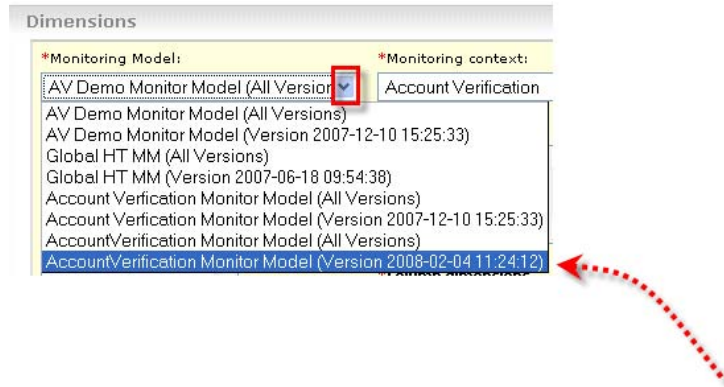 Dimensions
*Monitoring Model: *Monitoring context:
AV Demo Monitor Model (All Version Account Verification
AV Demo Monitor Model (All Versions)
AV Demo Monitor Model (Version 2007-12-10 15:25:33)
Global HT MM (All Versions)
Global HT MM (Version 2007-06-18 09:54:38)
Account Verfication Monitor Model (All Versions)
Account Verfication Monitor Model (Version 2007-12-10 15:25:33)
AccountVerification Monitor Model (All Versions)
AccountVerification Monitor Model (Version 2008-02-04 11:24:12)
*Column dimensions